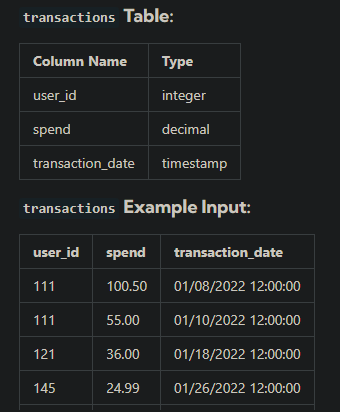 transactions Table:
Column Name Type
user_id integer
spend decimal
transaction_date timestamp
transactions Example Input:
user_id spend transaction_date
111 100.50 01/08/2022 12:00:00
111 55.00 01/10/2022 12:00:00
121 36.00 01/18/2022 12:00:00
145 24.99 01/26/2022 12:00:00